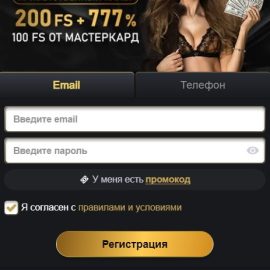 200 FS + 777 %
100 FS ОТ МАСТЕРКАРД
Email
Телефон
Введите email
Введите пароль
У меня есть промокод
Я согласен с правилами и условиями
Регистрация